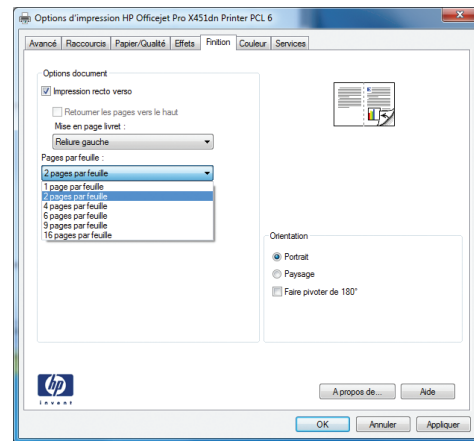 Options d'impression HP Officejet Pro X451dn Printer PCL 6
Avancé Raccourcis Papier/Qualité Effets Finition Couleur Services
Options document
Impression recto verso
Retourner les pages vers le haut
Mise en page livret :
Reliure gauche
Pages par feuille :
2 pages par feuille
1 page par feuille
2 pages par feuille
4 pages par feuille
6 pages par feuille
9 pages par feuille
16 pages par feuille
Orientation
Portrait
Paysage
Faire pivoter de 180°
hp
invent
A propos de... Aide
OK Annuler Appliquer